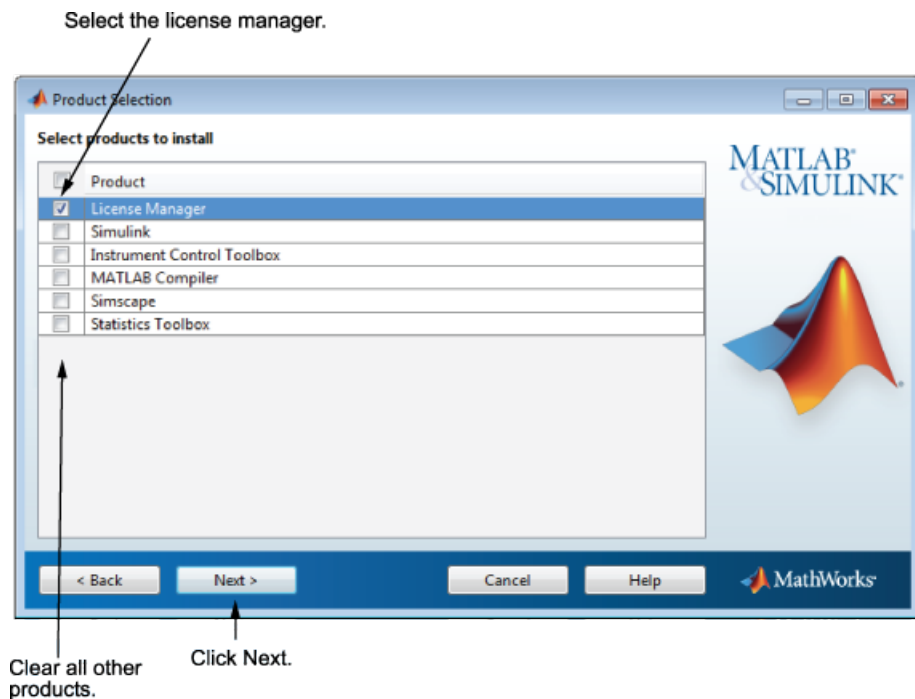 Select the license manager.
Product Selection
Select products to install
MATLAB®
&SIMULINK®
Product
License Manager
Simulink
Instrument Control Toolbox
MATLAB Compiler
Simscape
Statistics Toolbox
®
< Back
Next >
Cancel
Help
MathWorks®
Click Next.
Clear all other
products.